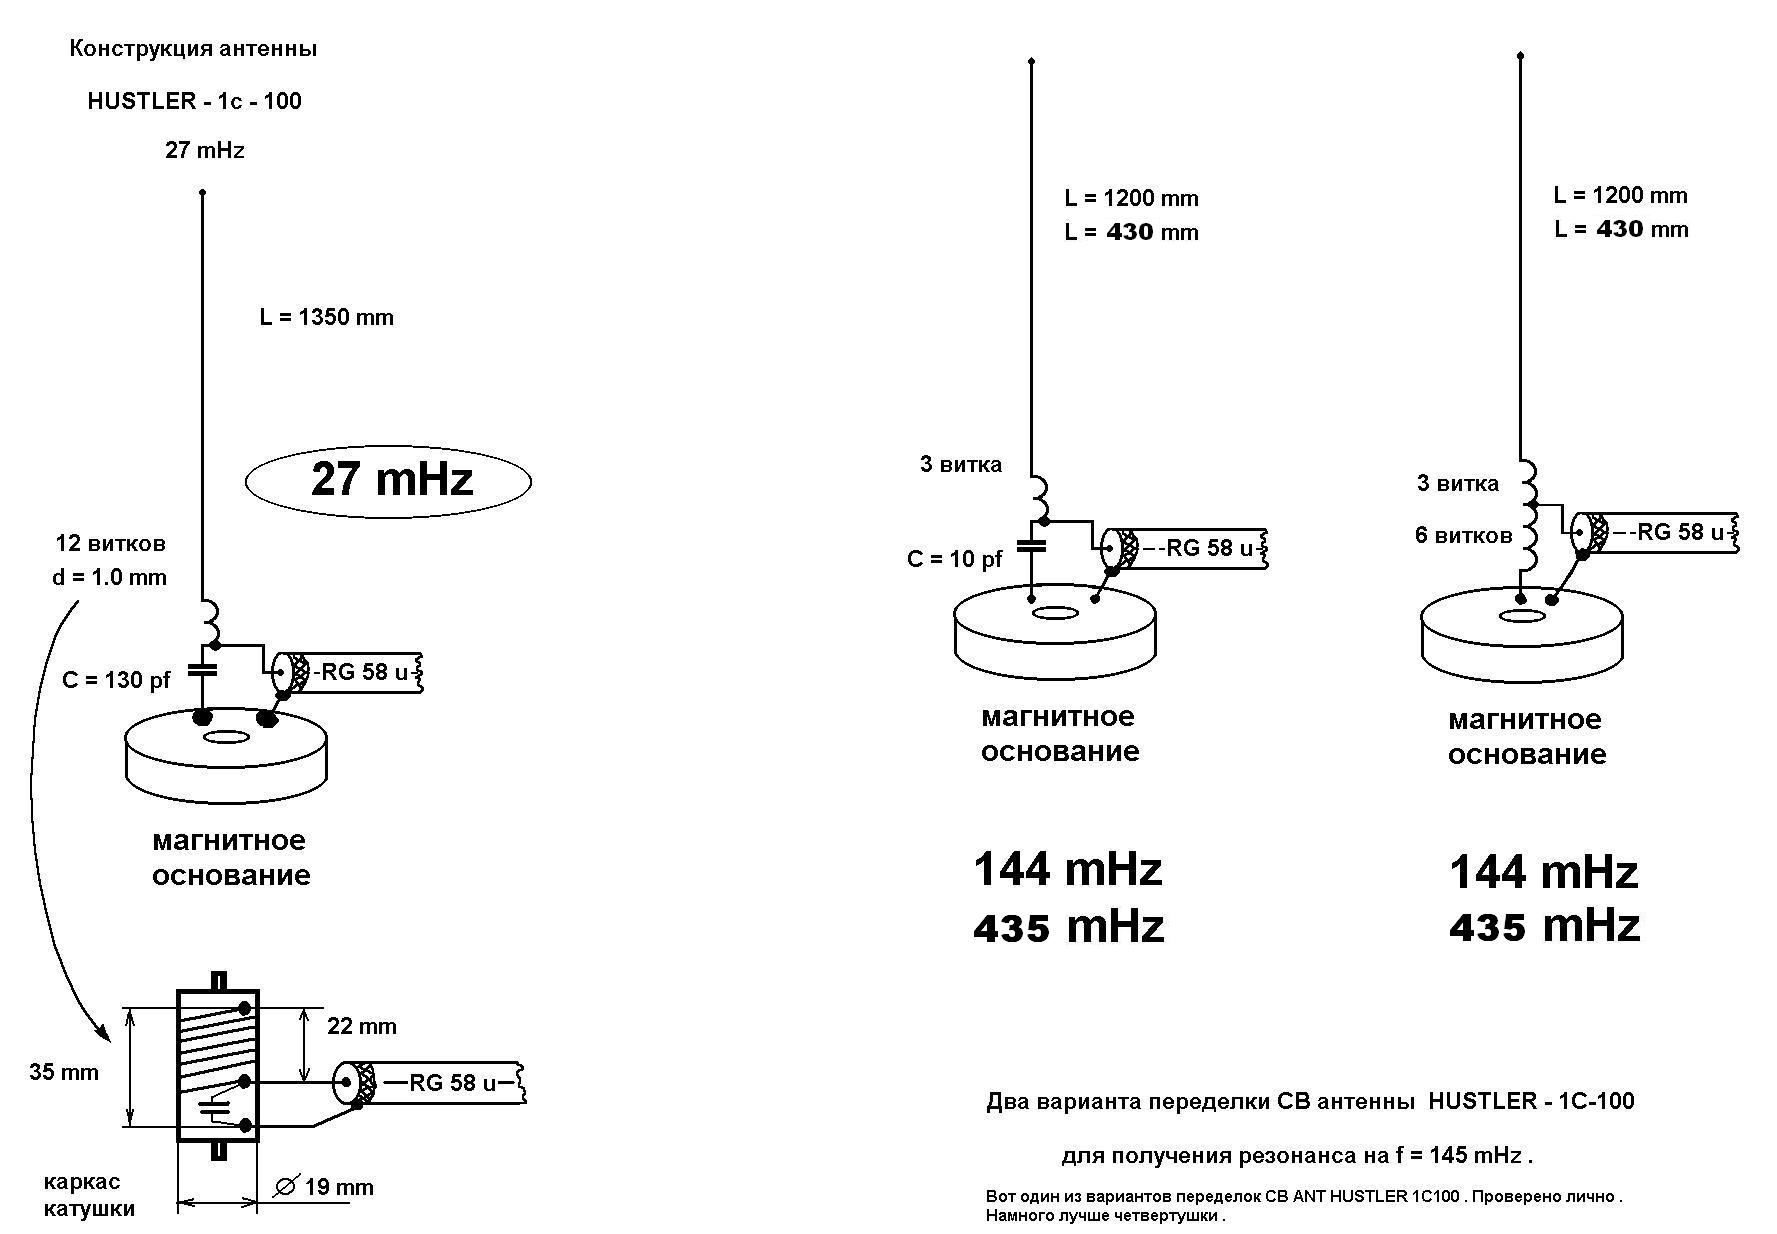 Конструкция антенны
HUSTLER - 1c - 100
27 mHz
L = 1350 mm
27 mHz
12 витков
d = 1.0 mm
C = 130 pf
RG 58 u
магнитное
основание
35 mm
22 mm
RG 58 u
каркас
катушки
Ø 19 mm
L = 1200 mm
L = 430 mm
3 витка
C = 10 pf
RG 58 u
магнитное
основание
144 mHz
435 mHz
L = 1200 mm
L = 430 mm
3 витка
6 витков
RG 58 u
магнитное
основание
144 mHz
435 mHz
Два варианта переделки СВ антенны HUSTLER - 1C-100
для получения резонанса на f = 145 mHz .
Вот один из вариантов переделок CB ANT HUSTLER 1C100 . Проверено лично .
Намного лучше четвертушки .